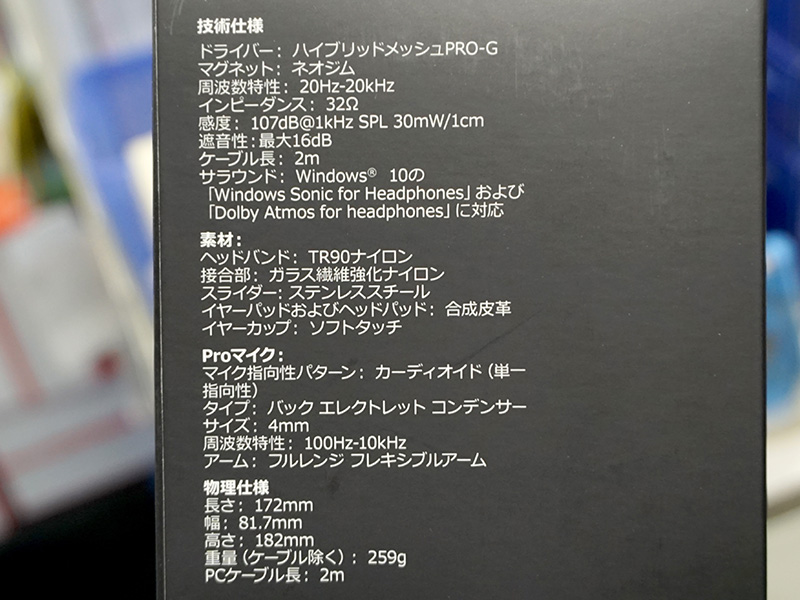 技術仕様
ドライバー： ハイブリッドメッシュPRO-G
マグネット： ネオジム
周波数特性： 20Hz-20kHz
インピーダンス： 32Ω
感度： 107dB@1kHz SPL 30mW/1cm
遮音性：最大16dB
ケーブル長： 2m
サラウンド： Windows® 10の
「Windows Sonic for Headphones」および
「Dolby Atmos for headphones」に対応
素材：
ヘッドバンド： TR90ナイロン
接合部： ガラス繊維強化ナイロン
スライダー： ステンレススチール
イヤーパッドおよびヘッドパッド： 合成皮革
イヤーカップ： ソフトタッチ
Proマイク：
マイク指向性パターン： カーディオイド（単一
指向性）
タイプ： バック エレクトレット コンデンサー
サイズ： 4mm
周波数特性： 100Hz-10kHz
アーム： フルレンジ フレキシブルアーム
物理仕様
長さ： 172mm
幅： 81.7mm
高さ： 182mm
重量（ケーブル除く）： 259g
PCケーブル長： 2m